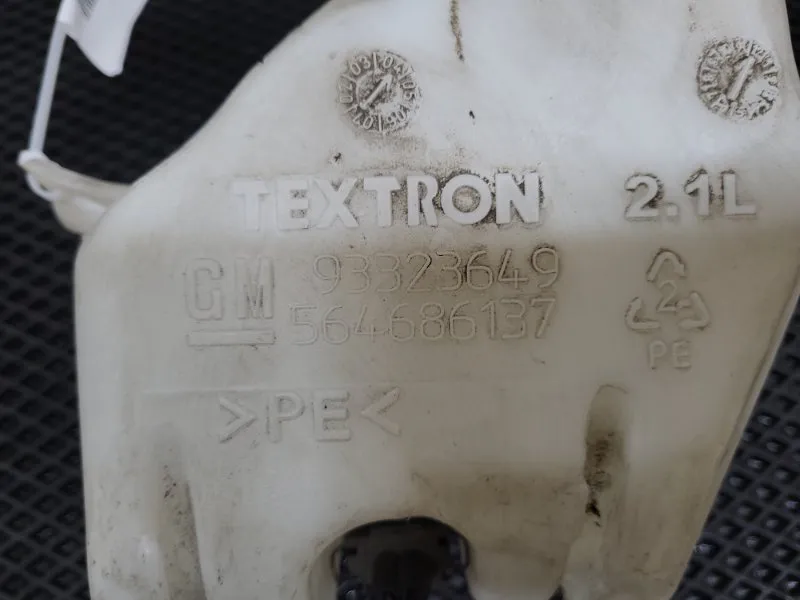 TEXTRON 2.1L
GM 93323649
564686137
2
PE
>PE<